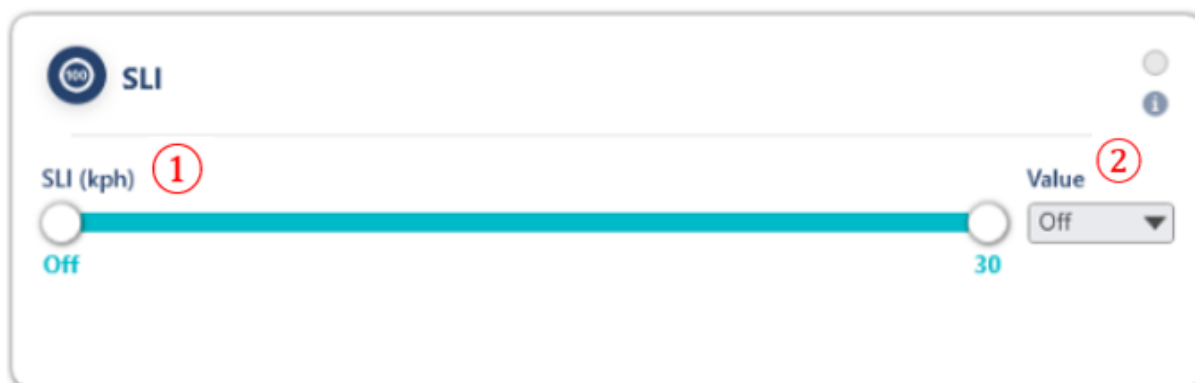 100 SLI
i
SLI (kph) ① Value ②
Off
Off 30